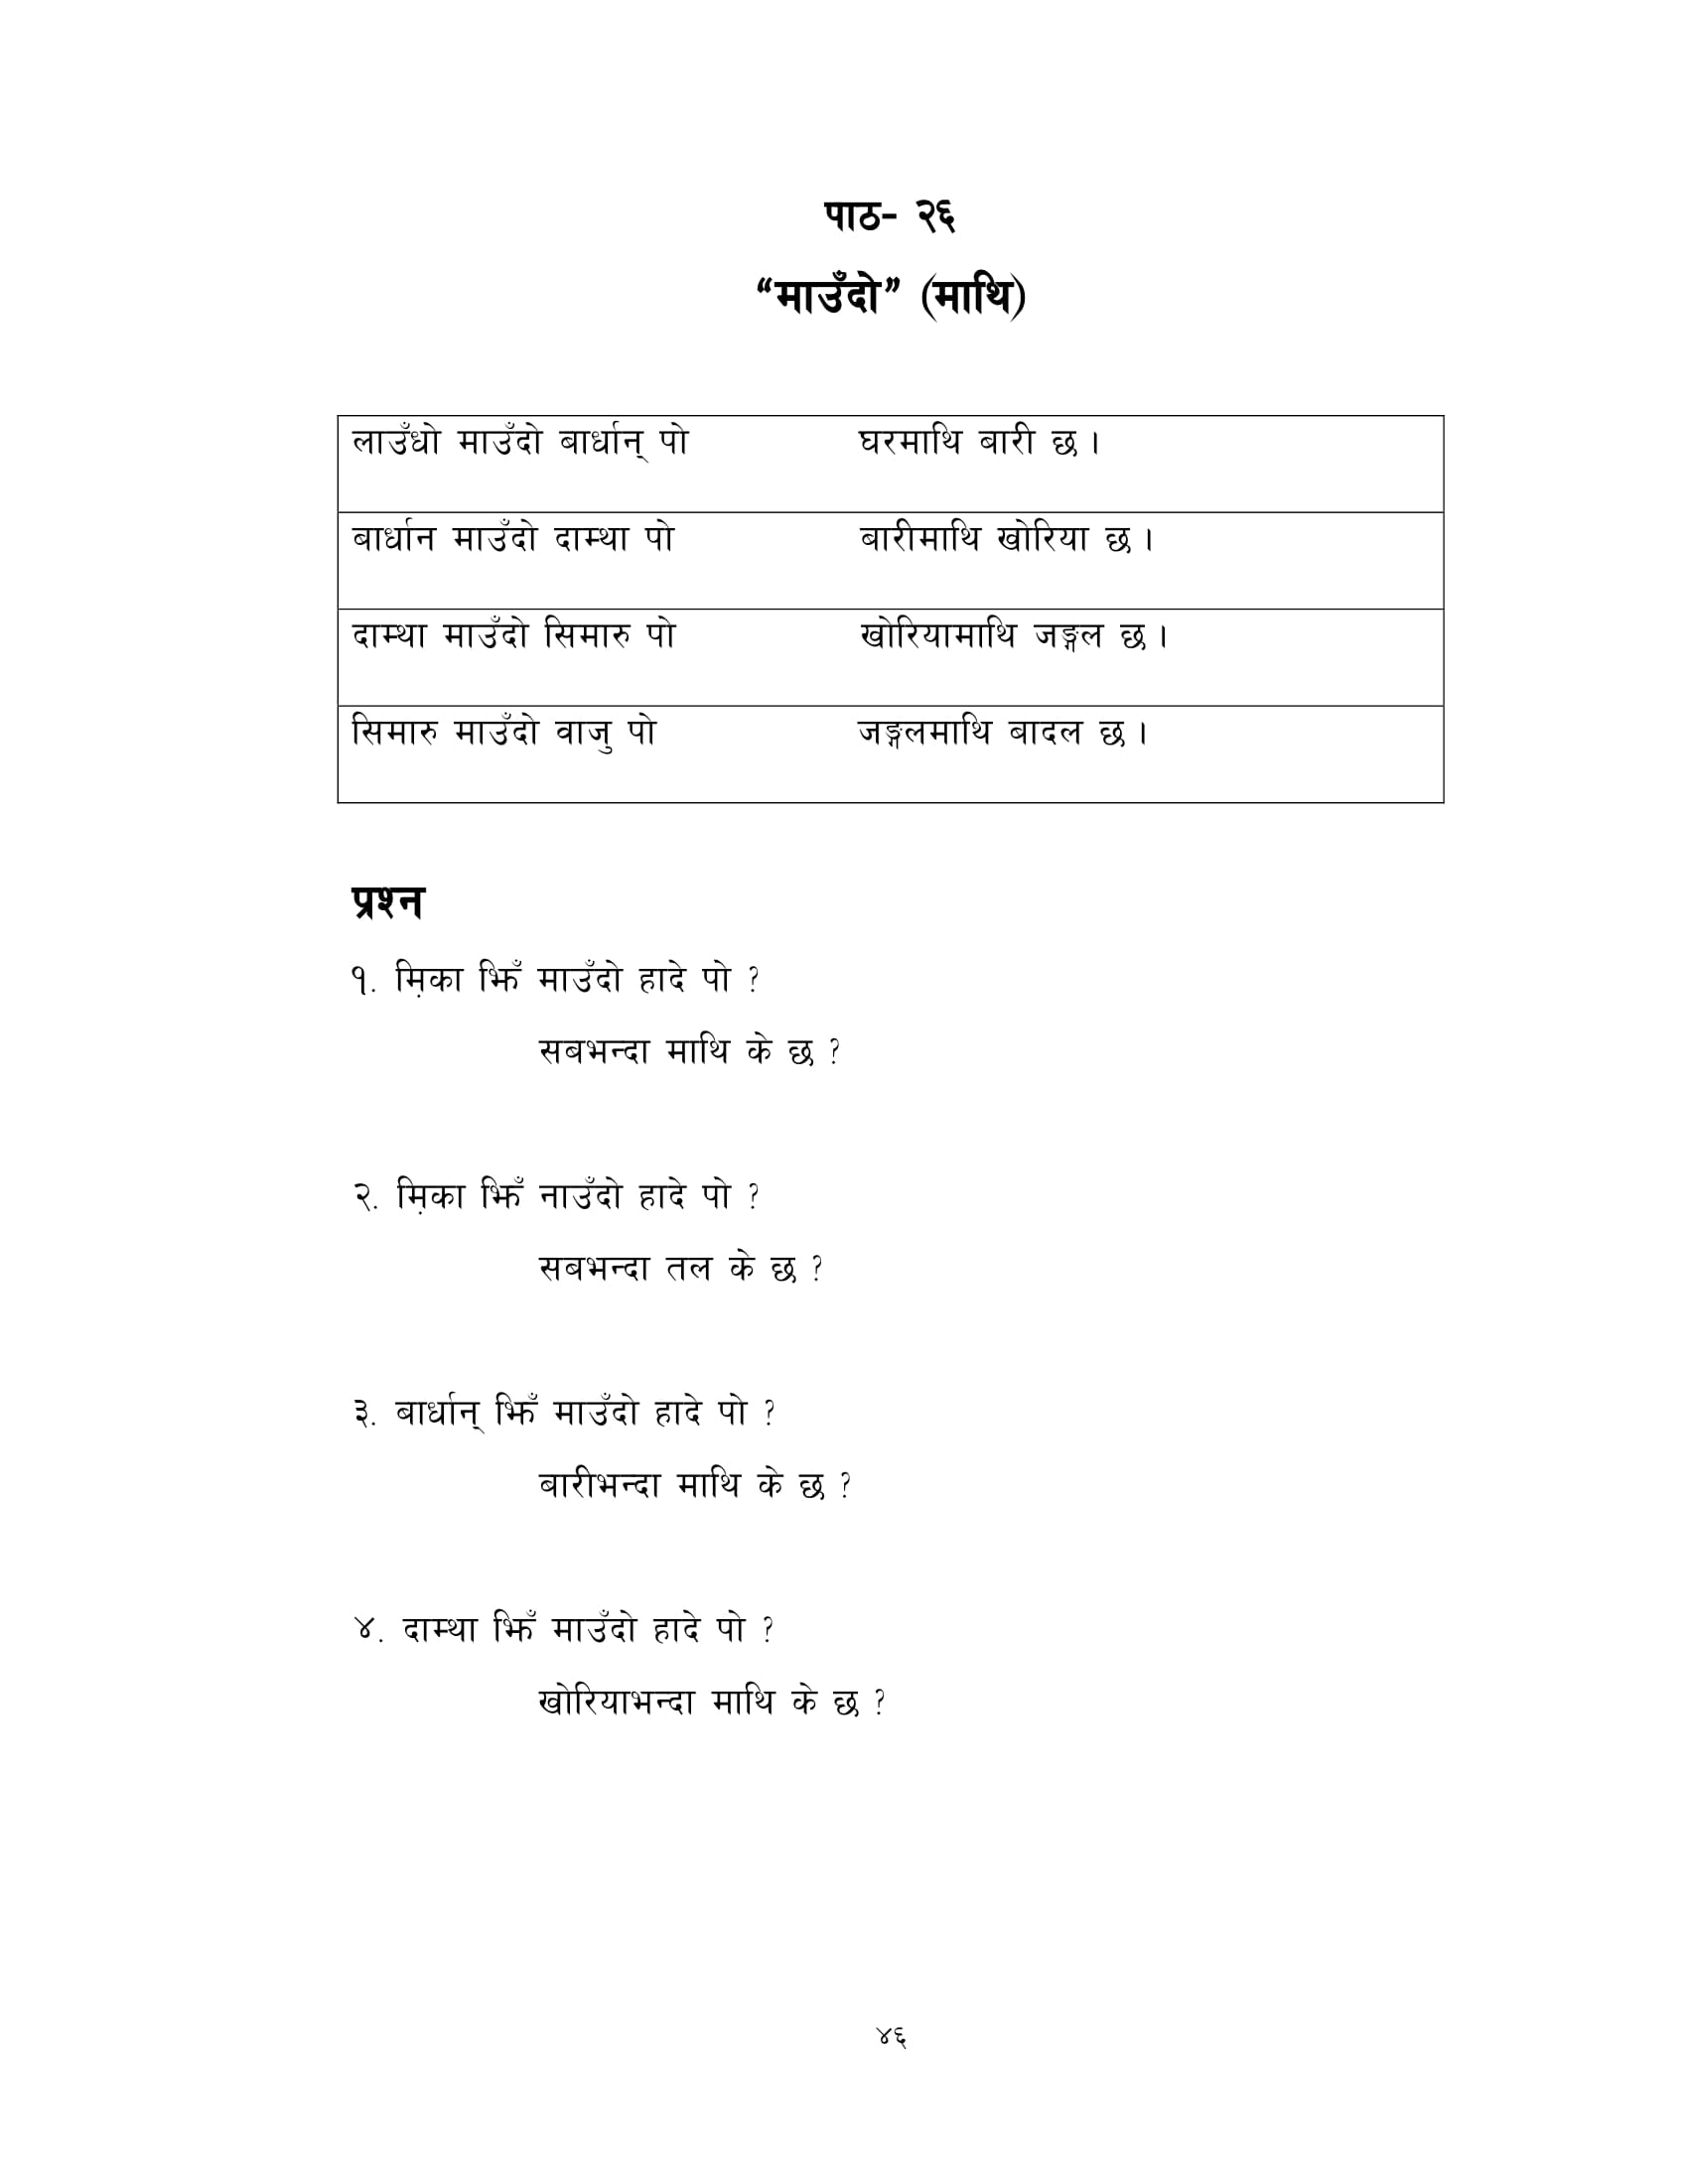 पाठ- २६
“माउँदो” (माथि)
लाउँधो माउँदो बार्धान् पो घरमाथि बारी छ ।
बार्धान माउँदो दाम्था पो बारीमाथि खोरिया छ ।
दाम्था माउँदो सिमारु पो खोरियामाथि जङ्गल छ ।
सिमारु माउँदो वाजु पो जङ्गलमाथि बादल छ ।
प्रश्न
१. मि़का झिँ माउँदो हादे पो ?
सबभन्दा माथि के छ ?
२. मि़का झिँ नाउँदो हादे पो ?
सबभन्दा तल के छ ?
३. बार्धान् झिँ माउँदो हादे पो ?
बारीभन्दा माथि के छ ?
४. दाम्था झिँ माउँदो हादे पो ?
खोरियाभन्दा माथि के छ ?
४६